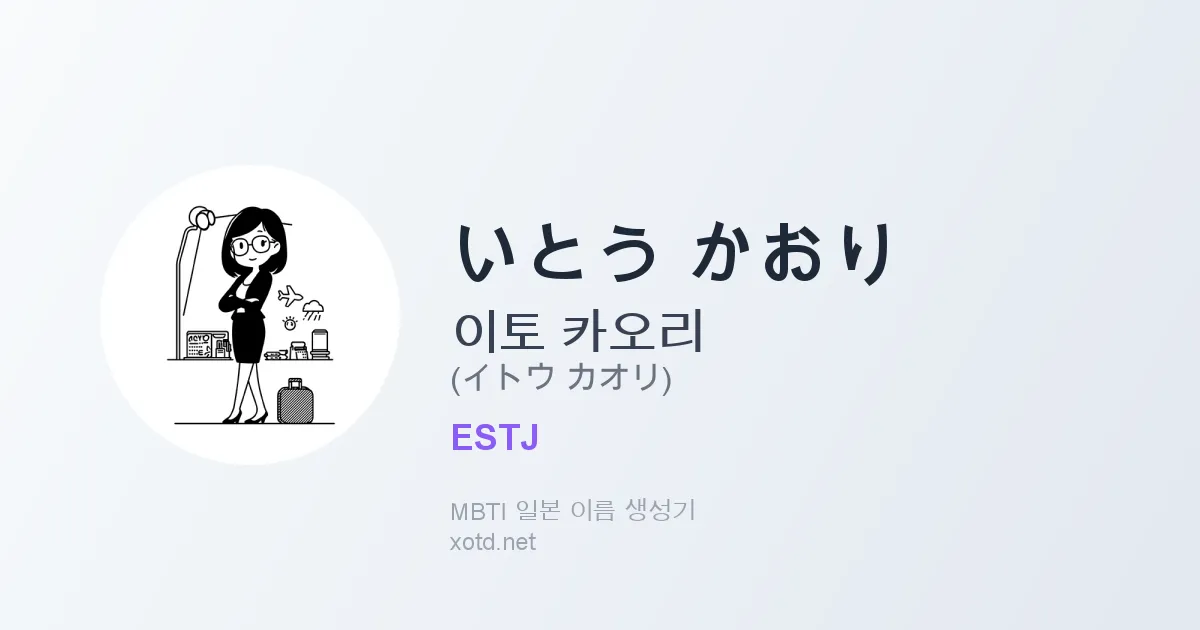 いとう かおり
이토 카오리
(イトウ カオリ)
ESTJ
MBTI 일본 이름 생성기
xotd.net